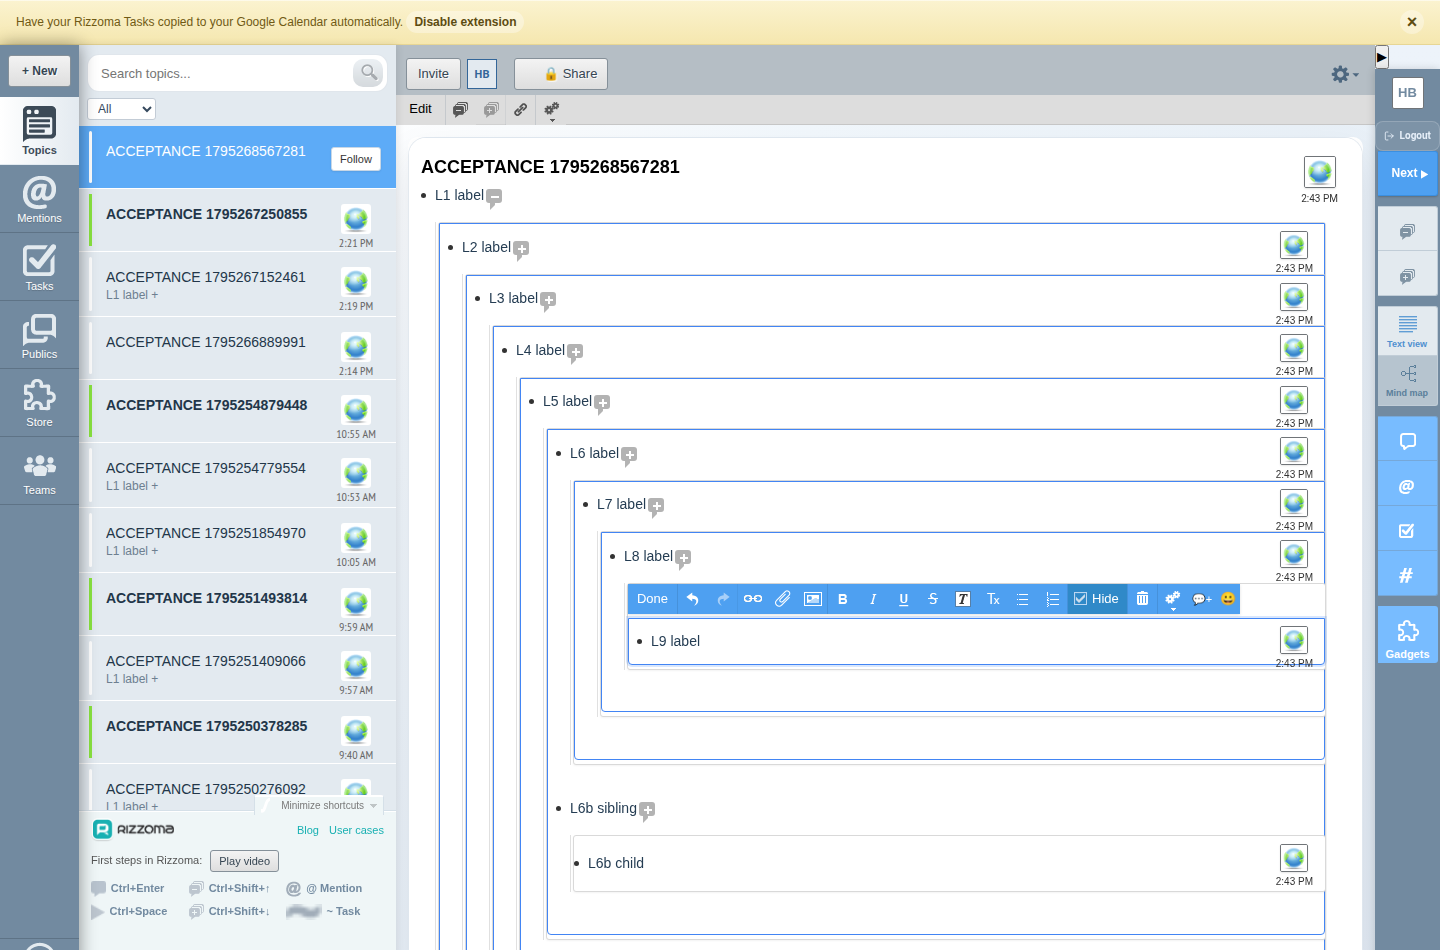 Have your Rizzoma Tasks copied to your Google Calendar automatically. Disable extension ✕
+ New
Topics
Mentions
Tasks
Publics
Store
Teams
Search topics...
All
ACCEPTANCE 1795268567281
Follow
ACCEPTANCE 1795267250855
2:21 PM
ACCEPTANCE 1795267152461
L1 label +
2:19 PM
ACCEPTANCE 1795266889991
2:14 PM
ACCEPTANCE 1795254879448
10:55 AM
ACCEPTANCE 1795254779554
L1 label +
10:53 AM
ACCEPTANCE 1795251854970
L1 label +
10:05 AM
ACCEPTANCE 1795251493814
9:59 AM
ACCEPTANCE 1795251409066
L1 label +
9:57 AM
ACCEPTANCE 1795250378285
9:40 AM
ACCEPTANCE 1795250276092
L1 label +
Minimize shortcuts
RIZZOMA
Blog User cases
First steps in Rizzoma: Play video
Ctrl+Enter Ctrl+Shift+↑ @ @ Mention
Ctrl+Space Ctrl+Shift+↓ ~ Task
Invite HB 🔒 Share
Edit
ACCEPTANCE 1795268567281
2:43 PM
L1 label
L2 label
2:43 PM
L3 label
2:43 PM
L4 label
2:43 PM
L5 label
2:43 PM
L6 label
2:43 PM
L7 label
2:43 PM
L8 label
2:43 PM
Done B I U S T Tx Hide
L9 label
2:43 PM
L6b sibling
L6b child
2:43 PM
HB
Logout
Next ▶
Text view
Mind map
@
#
Gadgets